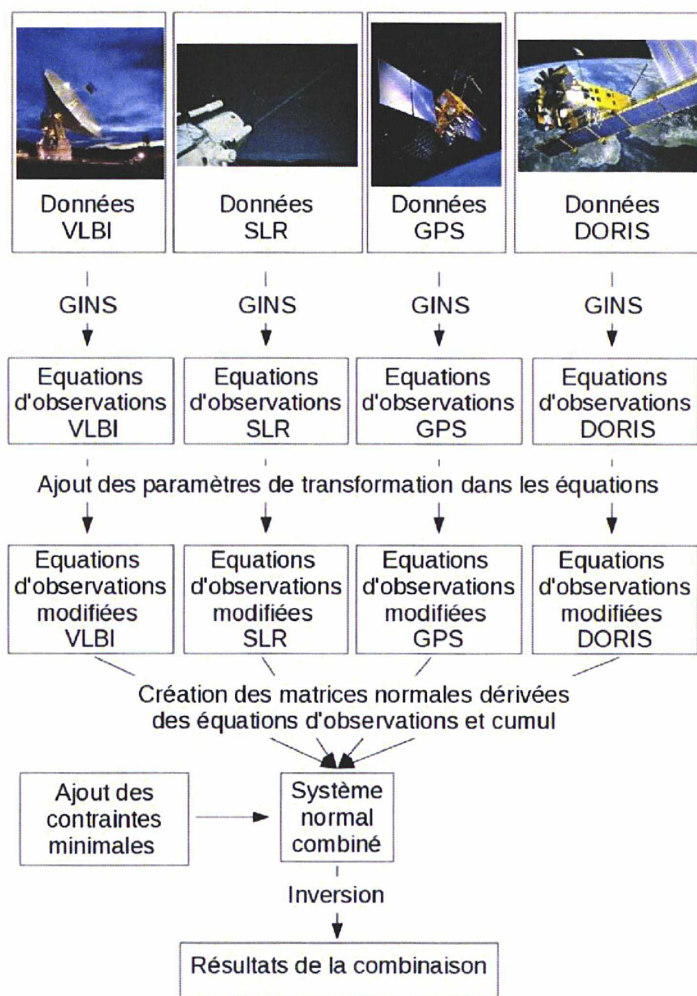 Données
VLBI
Données
SLR
Données
GPS
Données
DORIS
GINS
GINS
GINS
GINS
Equations
d'observations
VLBI
Equations
d'observations
SLR
Equations
d'observations
GPS
Equations
d'observations
DORIS
Ajout des paramètres de transformation dans les équations
Equations
d'observations
modifiées
VLBI
Equations
d'observations
modifiées
SLR
Equations
d'observations
modifiées
GPS
Equations
d'observations
modifiées
DORIS
Création des matrices normales dérivées
des équations d'observations et cumul
Ajout des
contraintes
minimales
Système
normal
combiné
Inversion
Résultats de la combinaison